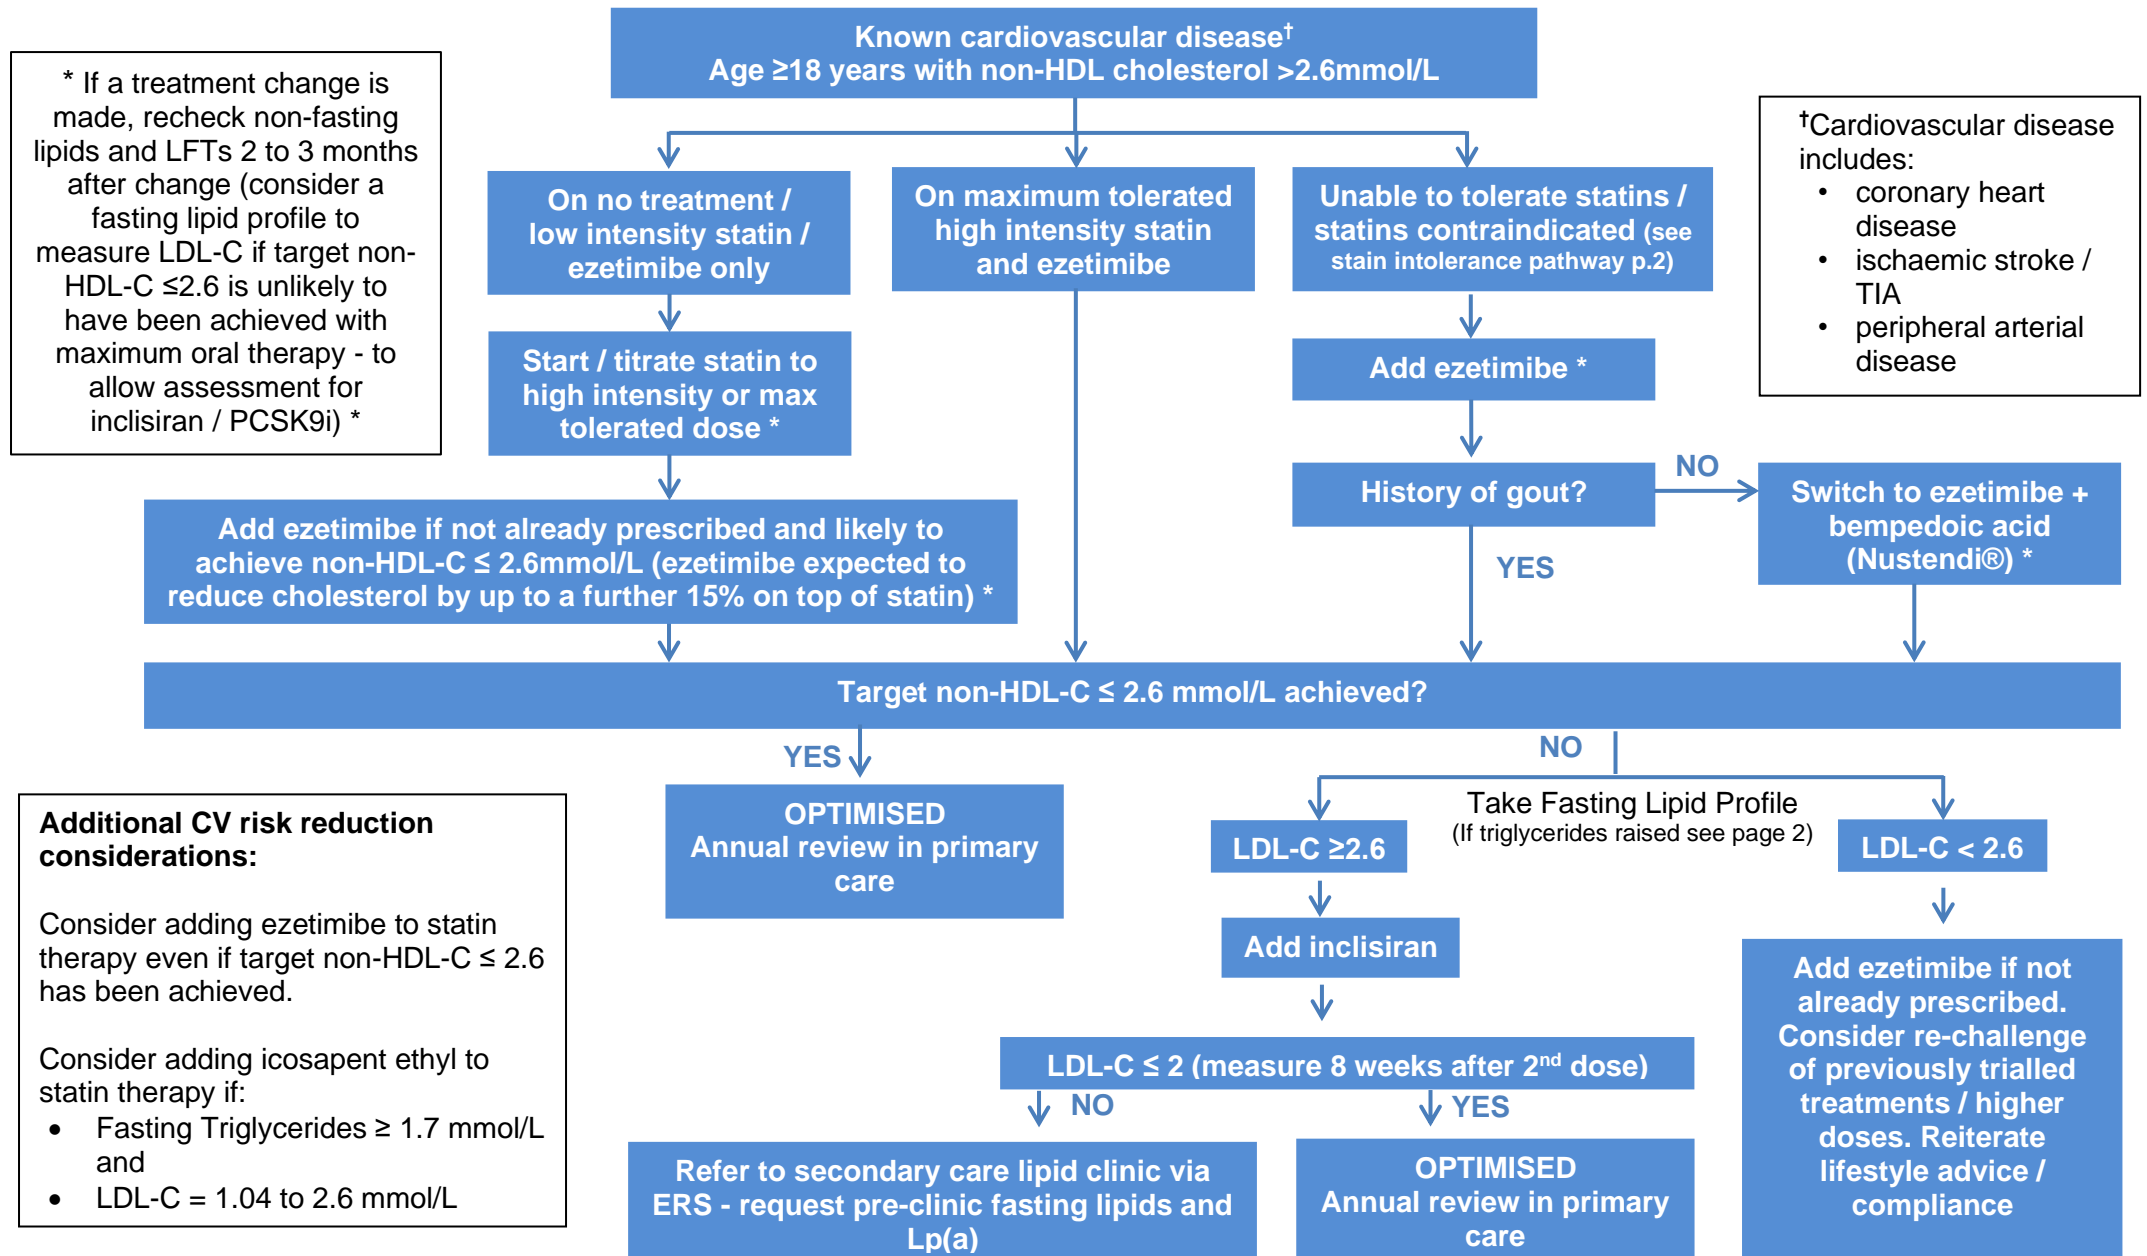 Known cardiovascular disease†
Age ≥18 years with non-HDL cholesterol >2.6mmol/L
* If a treatment change is
made, recheck non-fasting
lipids and LFTs 2 to 3 months
after change (consider a
fasting lipid profile to
measure LDL-C if target non-
HDL-C ≤2.6 is unlikely to
have been achieved with
maximum oral therapy - to
allow assessment for
inclisiran / PCSK9i) *
†Cardiovascular disease
includes:
• coronary heart
disease
• ischaemic stroke /
TIA
• peripheral arterial
disease
On no treatment /
low intensity statin /
ezetimibe only
On maximum tolerated
high intensity statin
and ezetimibe
Unable to tolerate statins /
statins contraindicated (see
stain intolerance pathway p.2)
Start / titrate statin to
high intensity or max
tolerated dose *
Add ezetimibe *
History of gout?
NO
YES
Switch to ezetimibe +
bempedoic acid
(Nustendi®) *
Add ezetimibe if not already prescribed and likely to
achieve non-HDL-C ≤ 2.6mmol/L (ezetimibe expected to
reduce cholesterol by up to a further 15% on top of statin) *
Target non-HDL-C ≤ 2.6 mmol/L achieved?
YES
NO
OPTIMISED
Annual review in primary
care
Take Fasting Lipid Profile
(If triglycerides raised see page 2)
LDL-C ≥2.6
LDL-C < 2.6
Add inclisiran
LDL-C ≤ 2 (measure 8 weeks after 2nd dose)
NO
YES
Refer to secondary care lipid clinic via
ERS - request pre-clinic fasting lipids and
Lp(a)
OPTIMISED
Annual review in primary
care
Add ezetimibe if not
already prescribed.
Consider re-challenge
of previously trialled
treatments / higher
doses. Reiterate
lifestyle advice /
compliance
Additional CV risk reduction
considerations:
Consider adding ezetimibe to statin
therapy even if target non-HDL-C ≤ 2.6
has been achieved.
Consider adding icosapent ethyl to
statin therapy if:
• Fasting Triglycerides ≥ 1.7 mmol/L
and
• LDL-C = 1.04 to 2.6 mmol/L